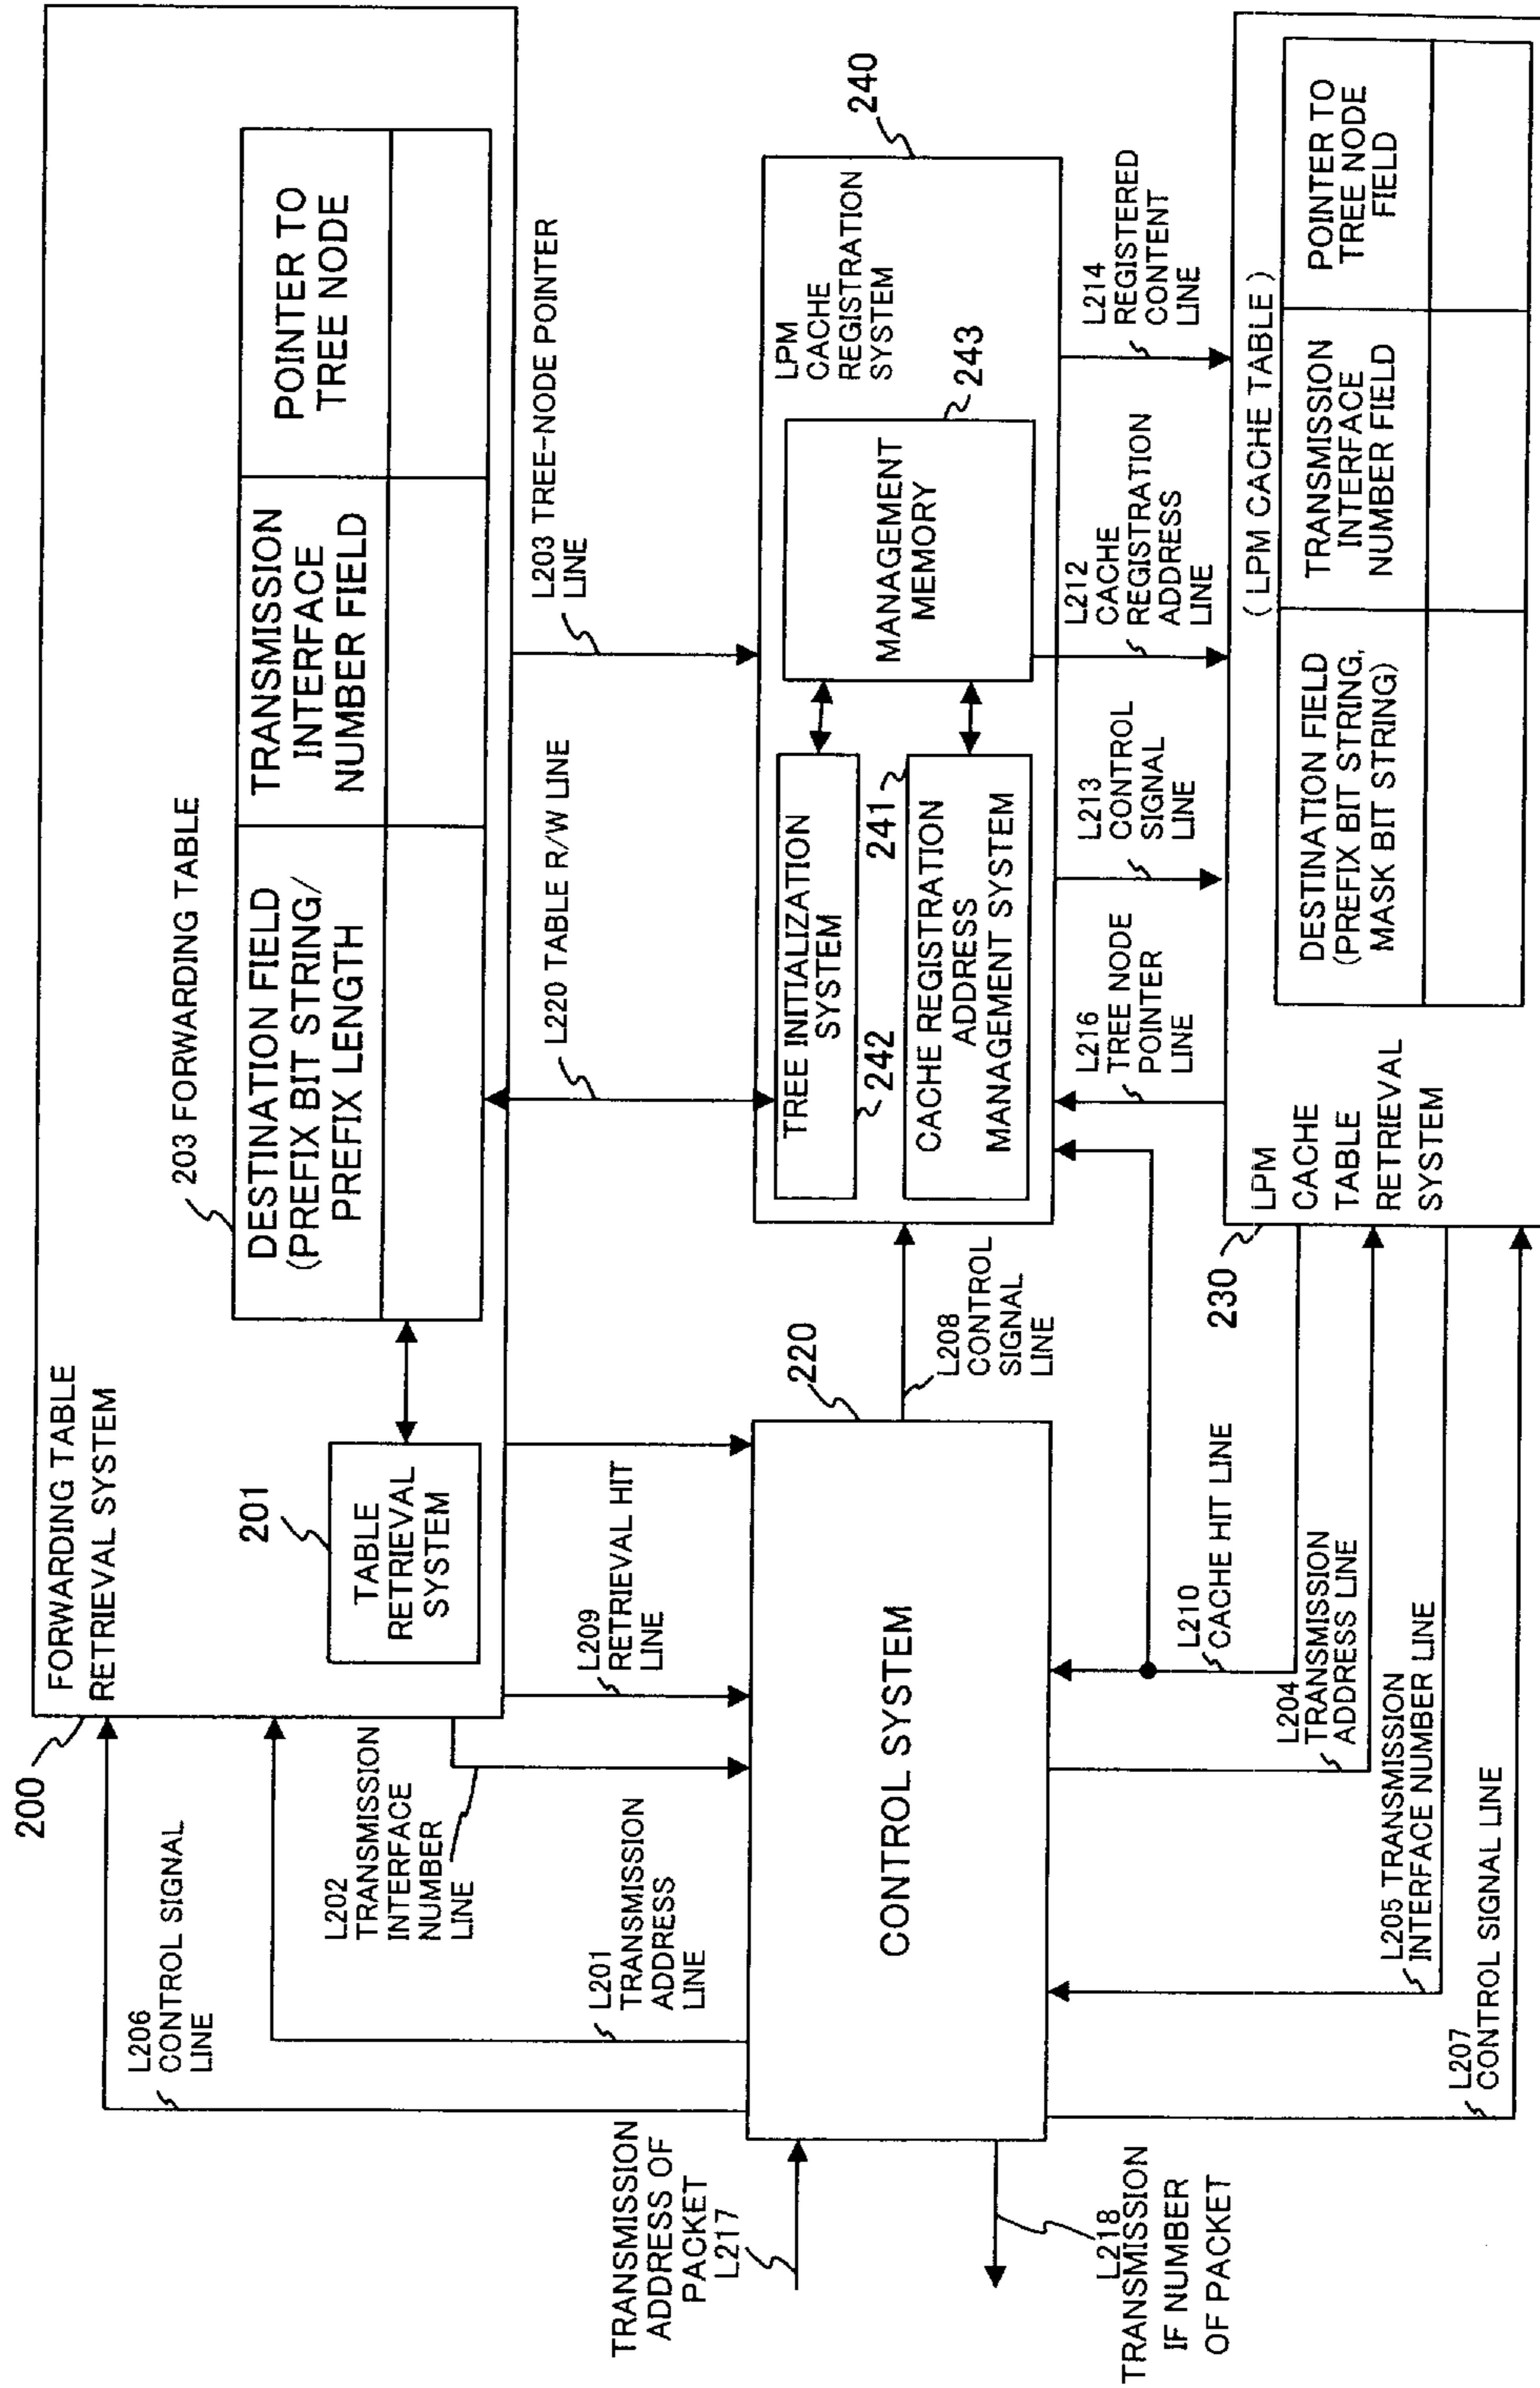 FORWARDING TABLE
RETRIEVAL SYSTEM
200
201
TABLE
RETRIEVAL
SYSTEM
203 FORWARDING TABLE
DESTINATION FIELD
(PREFIX BIT STRING/
PREFIX LENGTH
TRANSMISSION
INTERFACE
NUMBER FIELD
POINTER TO
TREE NODE
L206
CONTROL SIGNAL
LINE
L201
TRANSMISSION
ADDRESS
LINE
L202
TRANSMISSION
INTERFACE
NUMBER
LINE
L209
RETRIEVAL HIT
LINE
L220 TABLE R/W LINE
L203 TREE-NODE POINTER
LINE
TRANSMISSION
ADDRESS OF
PACKET
L217
L218
TRANSMISSION
IF NUMBER
OF PACKET
CONTROL SYSTEM
220
L208
CONTROL
SIGNAL
LINE
TREE INITIALIZATION
SYSTEM
242
241
CACHE REGISTRATION
ADDRESS
MANAGEMENT SYSTEM
MANAGEMENT
MEMORY
243
LPM
CACHE
REGISTRATION
SYSTEM
240
L207
CONTROL SIGNAL LINE
L205 TRANSMISSION
INTERFACE NUMBER LINE
L204
TRANSMISSION
ADDRESS LINE
L210
CACHE HIT LINE
L216
TREE NODE
POINTER
LINE
L213
CONTROL
SIGNAL
LINE
L212
CACHE
REGISTRATION
ADDRESS
LINE
L214
REGISTERED
CONTENT
LINE
230
LPM
CACHE
TABLE
RETRIEVAL
SYSTEM
(LPM CACHE TABLE)
DESTINATION FIELD
(PREFIX BIT STRING,
MASK BIT STRING)
TRANSMISSION
INTERFACE
NUMBER FIELD
POINTER TO
TREE NODE
FIELD